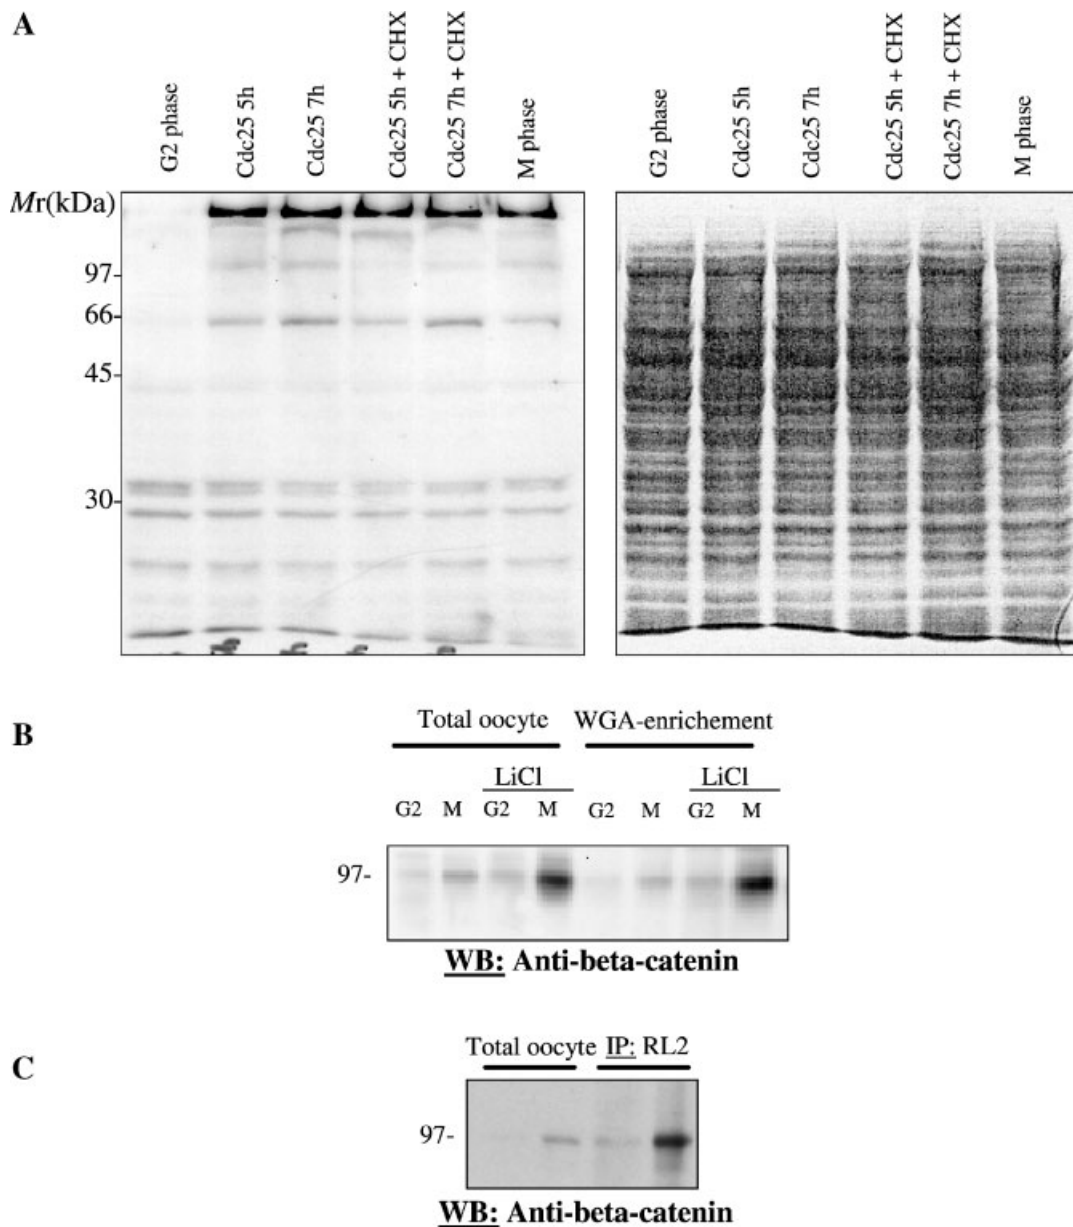 A
G2 phase
Cdc25 5h
Cdc25 7h
Cdc25 5h + CHX
Cdc25 7h + CHX
M phase
G2 phase
Cdc25 5h
Cdc25 7h
Cdc25 5h + CHX
Cdc25 7h + CHX
M phase
Mr(kDa)
97-
66-
45-
30-
B
Total oocyte WGA-enrichement
LiCl LiCl
G2 M G2 M G2 M G2 M
97-
WB: Anti-beta-catenin
C
Total oocyte IP: RL2
97-
WB: Anti-beta-catenin